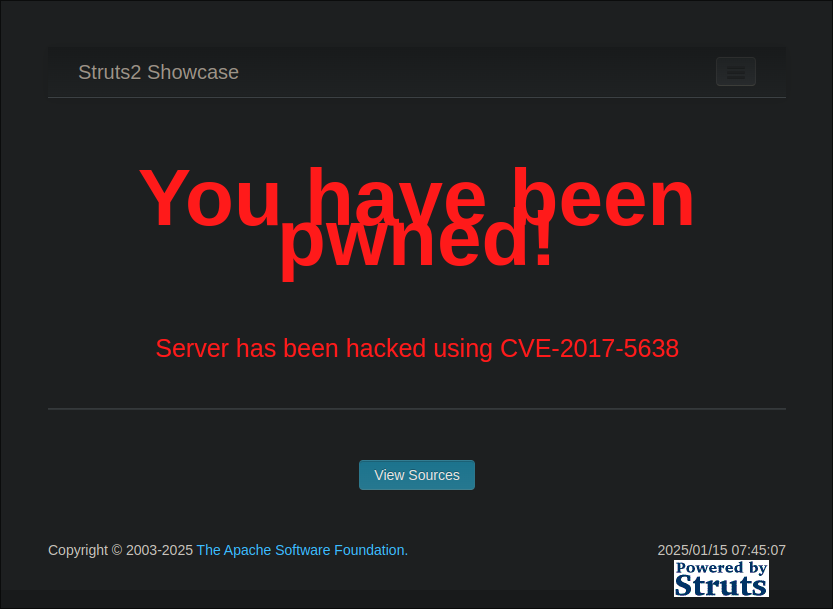 Struts2 Showcase
You have been
pwned!
Server has been hacked using CVE-2017-5638
View Sources
Copyright © 2003-2025 The Apache Software Foundation.
2025/01/15 07:45:07
Powered by
Struts